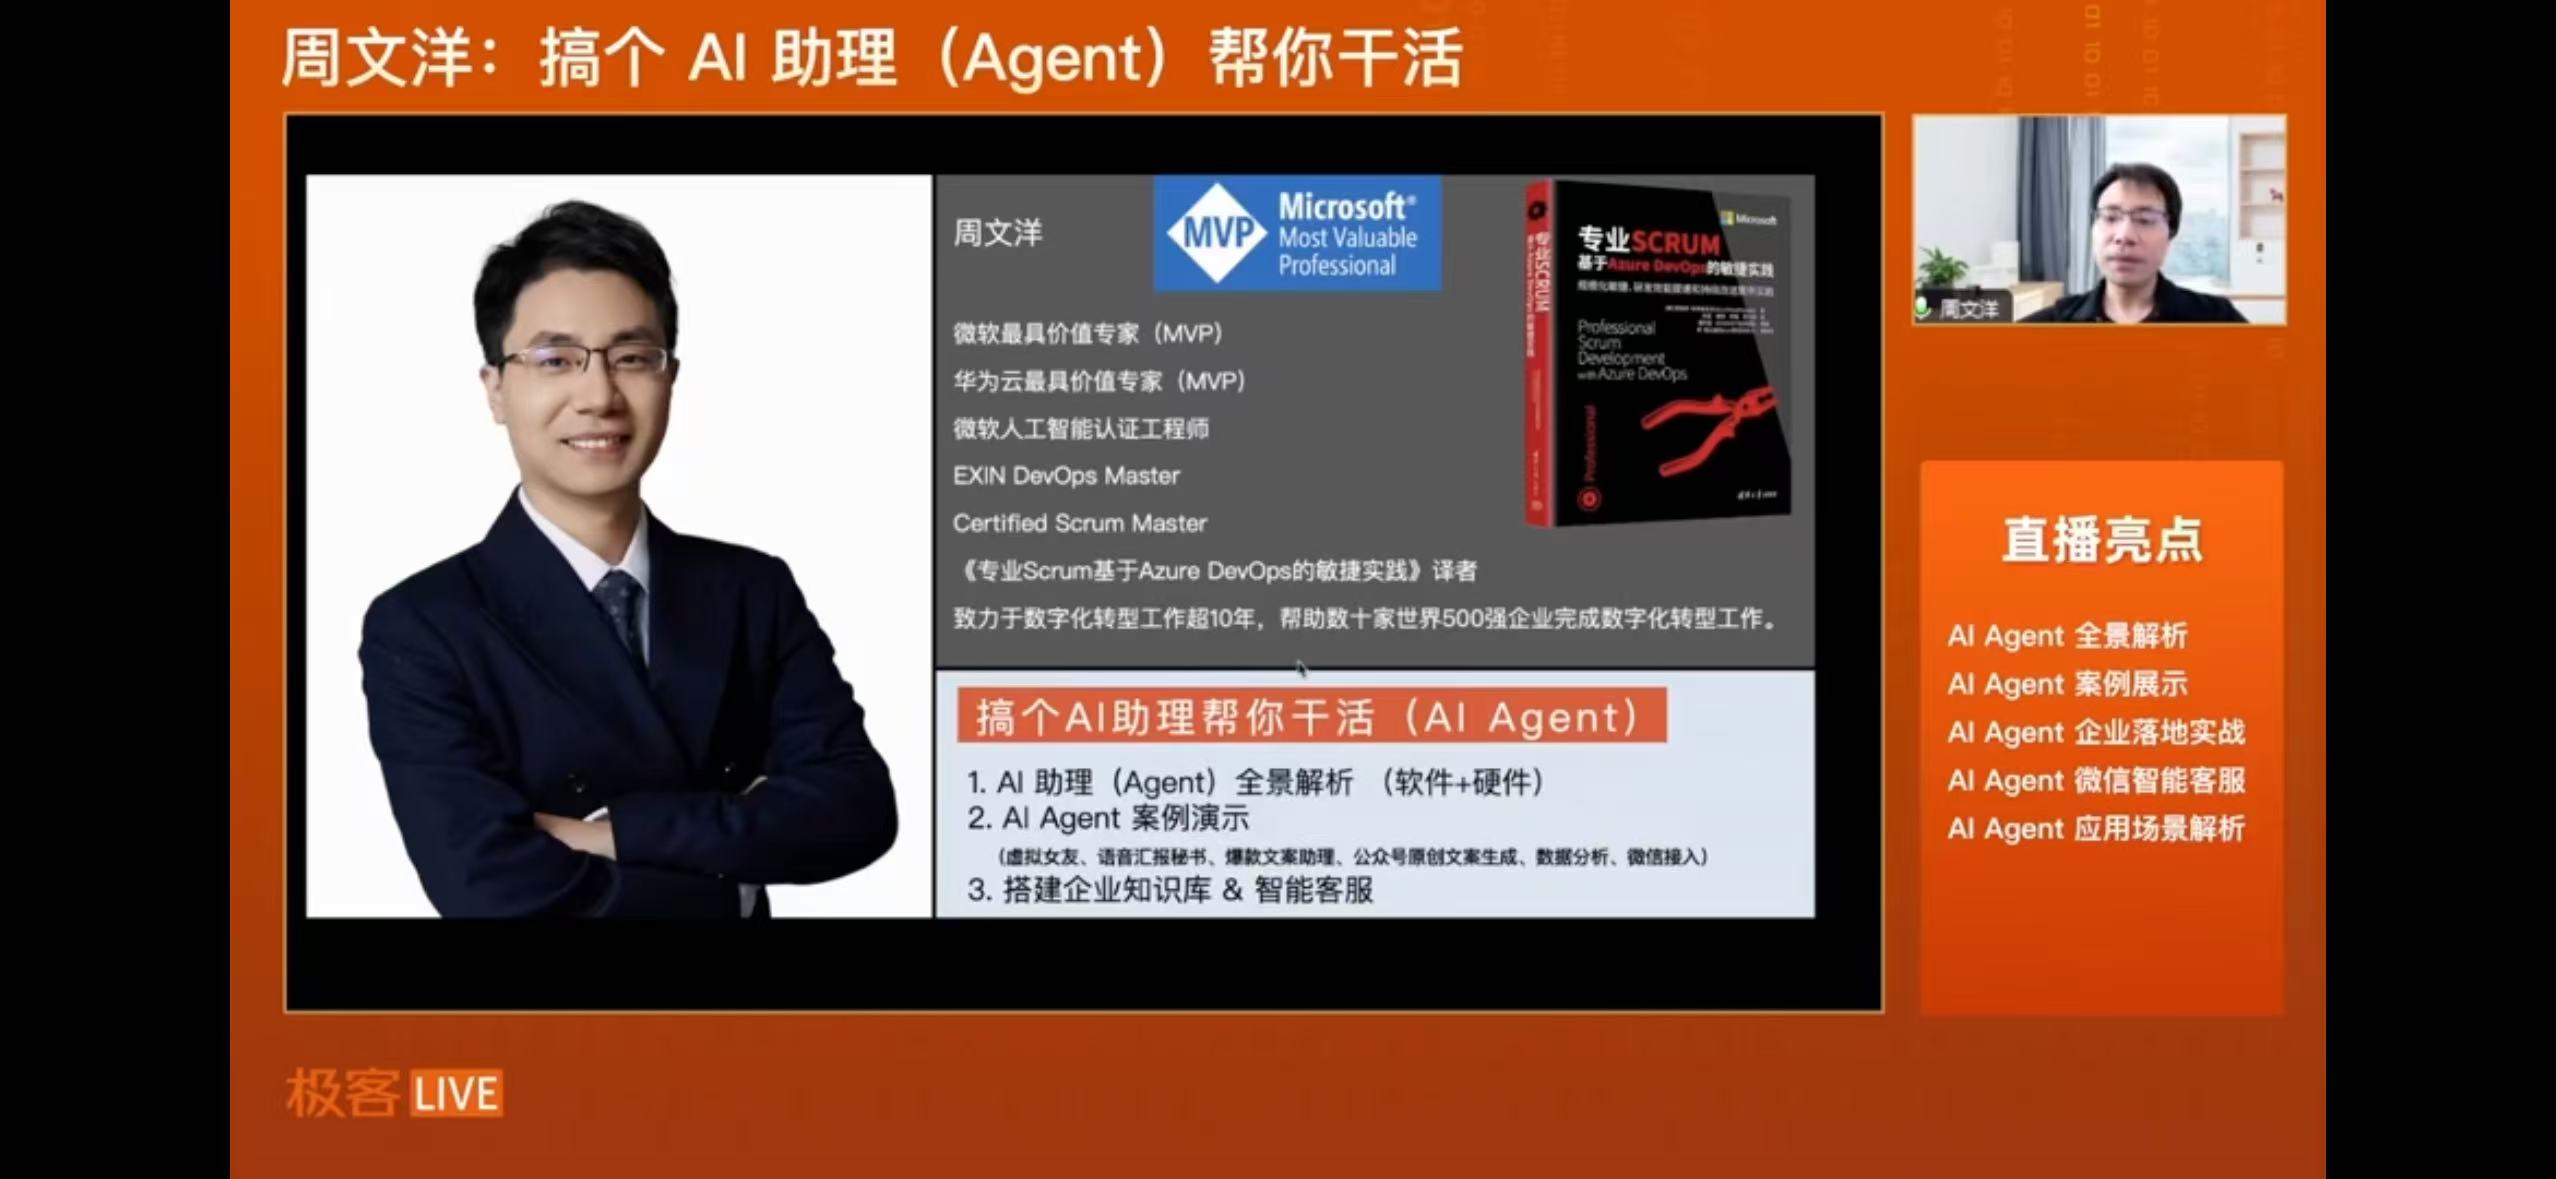 周文洋：搞个 AI 助理（Agent）帮你干活
周文洋
MVP
Microsoft®
Most Valuable
Professional
微软最具价值专家（MVP）
华为云最具价值专家（MVP）
微软人工智能认证工程师
EXIN DevOps Master
Certified Scrum Master
《专业Scrum基于Azure DevOps的敏捷实践》译者
致力于数字化转型工作超10年，帮助数十家世界500强企业完成数字化转型工作。
Microsoft
专业SCRUM
基于Azure DevOps的敏捷实践
Professional
Scrum
Development
with Azure DevOps
Professional
专业SCRUM
搞个AI助理帮你干活（AI Agent）
1. AI 助理（Agent）全景解析 （软件+硬件）
2. AI Agent 案例演示
（虚拟女友、语音汇报秘书、爆款文案助理、公众号原创文案生成、数据分析、微信接入）
3. 搭建企业知识库 & 智能客服
周文洋
直播亮点
AI Agent 全景解析
AI Agent 案例展示
AI Agent 企业落地实战
AI Agent 微信智能客服
AI Agent 应用场景解析
极客 LIVE